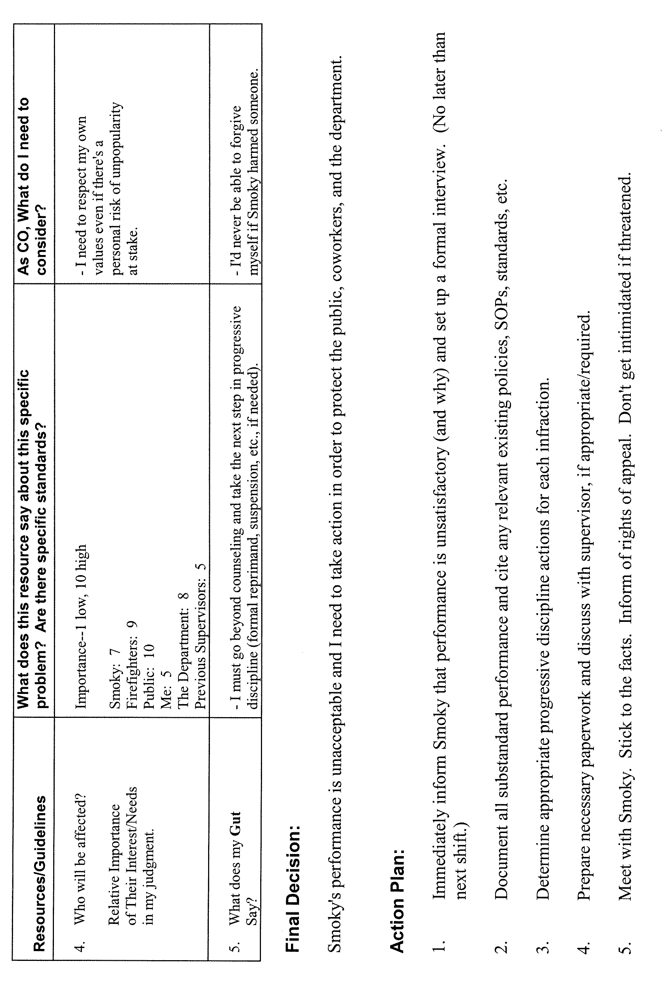 Resources/Guidelines
What does this resource say about this specific
problem? Are there specific standards?
As CO, What do I need to
consider?
4. Who will be affected?
Relative Importance
of Their Interest/Needs
in my judgment.
Importance--1 low, 10 high
Smoky: 7
Firefighters: 9
Public: 10
Me: 5
The Department: 8
Previous Supervisors: 5
- I need to respect my own
values even if there's a
personal risk of unpopularity
at stake.
5. What does my Gut
Say?
- I must go beyond counseling and take the next step in progressive
discipline (formal reprimand, suspension, etc., if needed).
- I'd never be able to forgive
myself if Smoky harmed someone.
Final Decision:
Smoky's performance is unacceptable and I need to take action in order to protect the public, coworkers, and the department.
Action Plan:
1. Immediately inform Smoky that performance is unsatisfactory (and why) and set up a formal interview. (No later than
next shift.)
2. Document all substandard performance and cite any relevant existing policies, SOPs, standards, etc.
3. Determine appropriate progressive discipline actions for each infraction.
4. Prepare necessary paperwork and discuss with supervisor, if appropriate/required.
5. Meet with Smoky. Stick to the facts. Inform of rights of appeal. Don't get intimidated if threatened.